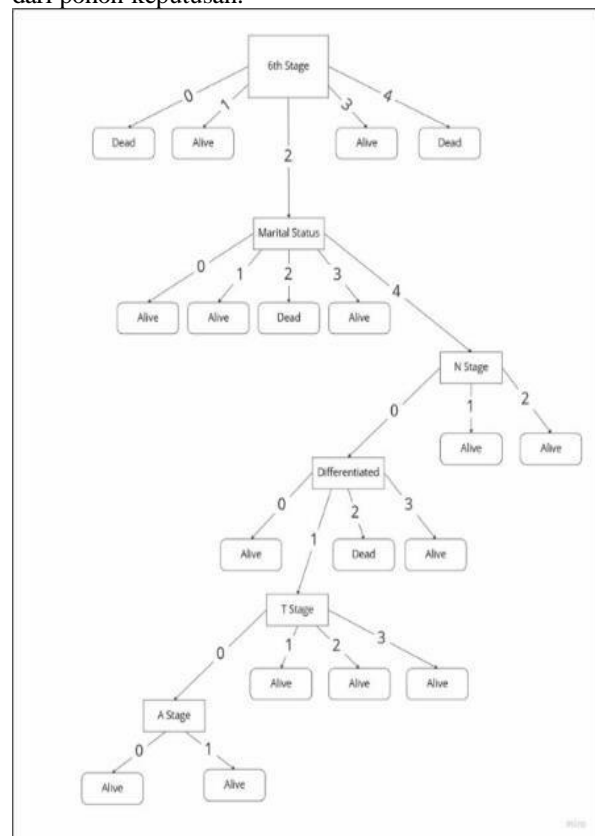 dari pohon keputusan.
6th Stage
0
1
2
3
4
Dead
Alive
Alive
Dead
Marital Status
0
1
2
3
4
Alive
Alive
Dead
Alive
N Stage
0
1
2
Alive
Alive
Differentiated
0
1
2
3
Alive
Dead
Alive
T Stage
0
1
2
3
Alive
Alive
Alive
A Stage
0
1
Alive
Alive
miro